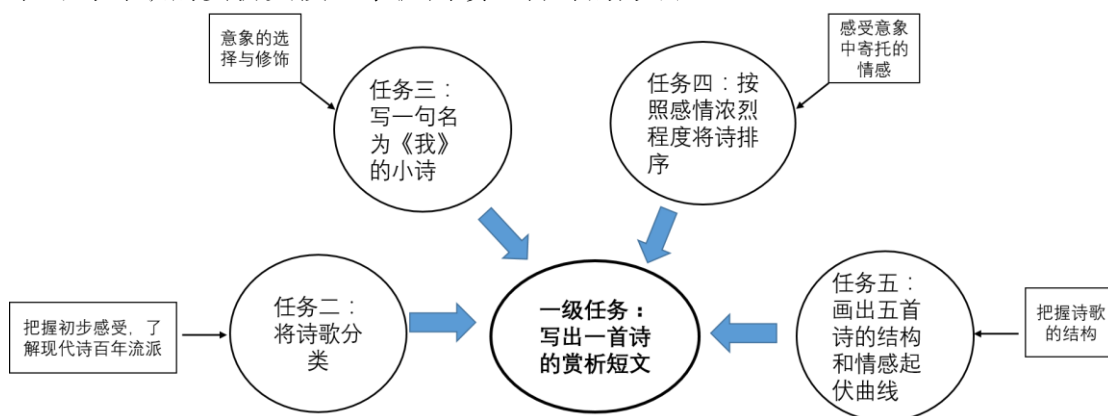 意象的选
择与修饰
任务三：
写一句名
为《我》
的小诗
任务四：按
照感情浓烈
程度将诗排
序
感受意象
中寄托的
情感
把握初步感受，了
解现代诗百年流派
任务二：
将诗歌分
类
一级任务：
写出一首诗
的赏析短文
任务五：
画出五首
诗的结构
和情感起
伏曲线
把握诗歌
的结构